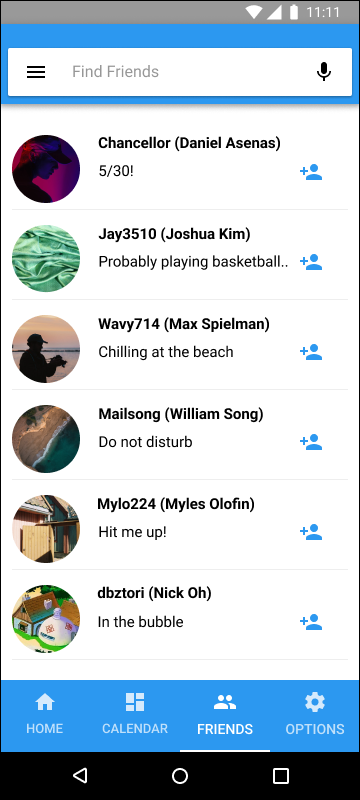 11:11
Find Friends
Chancellor (Daniel Asenas)
5/30!
Jay3510 (Joshua Kim)
Probably playing basketball..
Wavy714 (Max Spielman)
Chilling at the beach
Mailsong (William Song)
Do not disturb
Mylo224 (Myles Olofin)
Hit me up!
dbztori (Nick Oh)
In the bubble
HOME CALENDAR FRIENDS OPTIONS